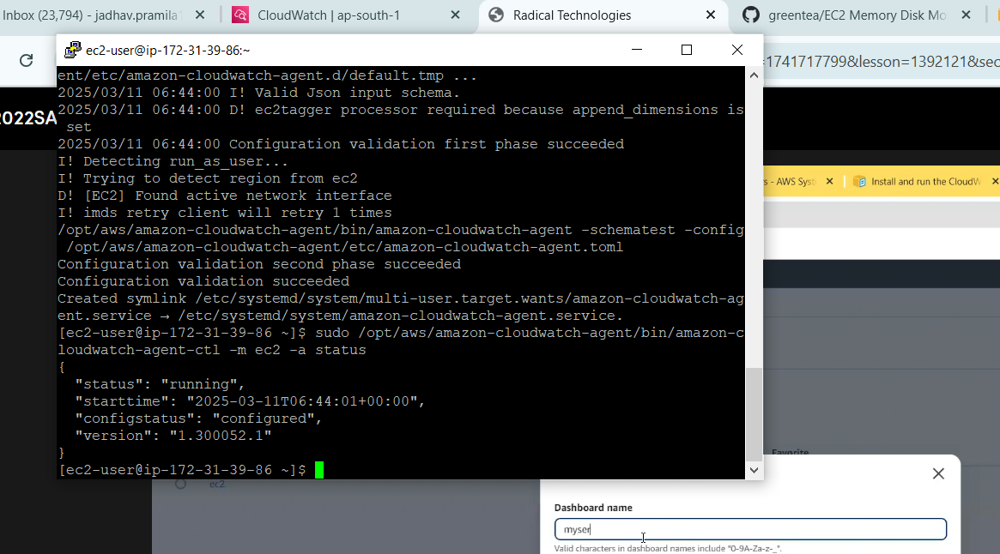 Inbox (23,794) - jadhav.pramila1
CloudWatch | ap-south-1
Radical Technologies
greentea/EC2 Memory Disk Mo
ec2-user@ip-172-31-39-86:~
=1741717799&lesson=1392121&sec
2022SA
s - AWS Syst
Install and run the CloudW
ent/etc/amazon-cloudwatch-agent.d/default.tmp ...
2025/03/11 06:44:00 I! Valid Json input schema.
2025/03/11 06:44:00 D! ec2tagger processor required because append_dimensions is
set
2025/03/11 06:44:00 Configuration validation first phase succeeded
I! Detecting run_as_user...
I! Trying to detect region from ec2
D! [EC2] Found active network interface
I! imds retry client will retry 1 times
/opt/aws/amazon-cloudwatch-agent/bin/amazon-cloudwatch-agent -schematest -config
/opt/aws/amazon-cloudwatch-agent/etc/amazon-cloudwatch-agent.toml
Configuration validation second phase succeeded
Configuration validation succeeded
Created symlink /etc/systemd/system/multi-user.target.wants/amazon-cloudwatch-ag
ent.service → /etc/systemd/system/amazon-cloudwatch-agent.service.
[ec2-user@ip-172-31-39-86 ~]$ sudo /opt/aws/amazon-cloudwatch-agent/bin/amazon-c
loudwatch-agent-ctl -m ec2 -a status
{
"status": "running",
"starttime": "2025-03-11T06:44:01+00:00",
"configstatus": "configured",
"version": "1.300052.1"
}
[ec2-user@ip-172-31-39-86 ~]$
Favorite
ec2
Dashboard name
myser
Valid characters in dashboard names include "0-9A-Za-z-_".